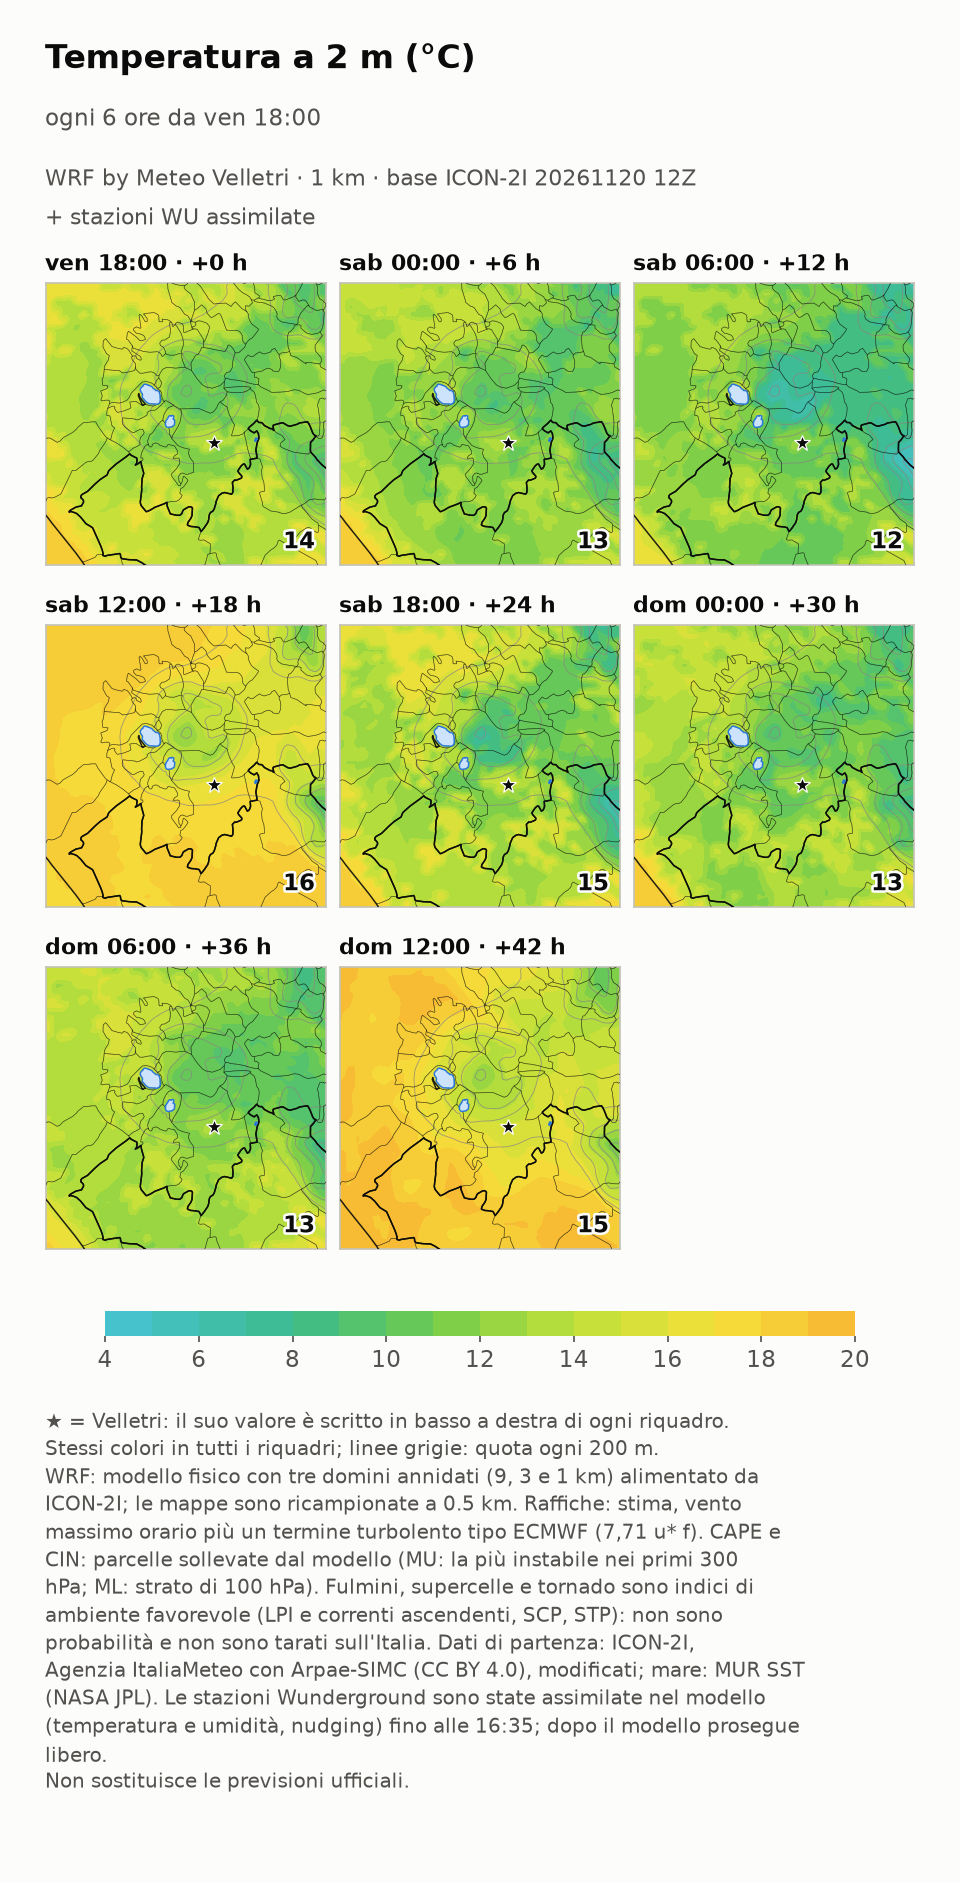 Temperatura a 2 m (°C)
ogni 6 ore da ven 18:00
WRF by Meteo Velletri · 1 km · base ICON-2I 20261120 12Z
+ stazioni WU assimilate
ven 18:00 · +0 h
sab 00:00 · +6 h
sab 06:00 · +12 h
14
13
12
sab 12:00 · +18 h
sab 18:00 · +24 h
dom 00:00 · +30 h
16
15
13
dom 06:00 · +36 h
dom 12:00 · +42 h
13
15
4 6 8 10 12 14 16 18 20
★ = Velletri: il suo valore è scritto in basso a destra di ogni riquadro.
Stessi colori in tutti i riquadri; linee grigie: quota ogni 200 m.
WRF: modello fisico con tre domini annidati (9, 3 e 1 km) alimentato da
ICON-2I; le mappe sono ricampionate a 0.5 km. Raffiche: stima, vento
massimo orario più un termine turbolento tipo ECMWF (7,71 u* f). CAPE e
CIN: parcelle sollevate dal modello (MU: la più instabile nei primi 300
hPa; ML: strato di 100 hPa). Fulmini, supercelle e tornado sono indici di
ambiente favorevole (LPI e correnti ascendenti, SCP, STP): non sono
probabilità e non sono tarati sull'Italia. Dati di partenza: ICON-2I,
Agenzia ItaliaMeteo con Arpae-SIMC (CC BY 4.0), modificati; mare: MUR SST
(NASA JPL). Le stazioni Wunderground sono state assimilate nel modello
(temperatura e umidità, nudging) fino alle 16:35; dopo il modello prosegue
libero.
Non sostituisce le previsioni ufficiali.